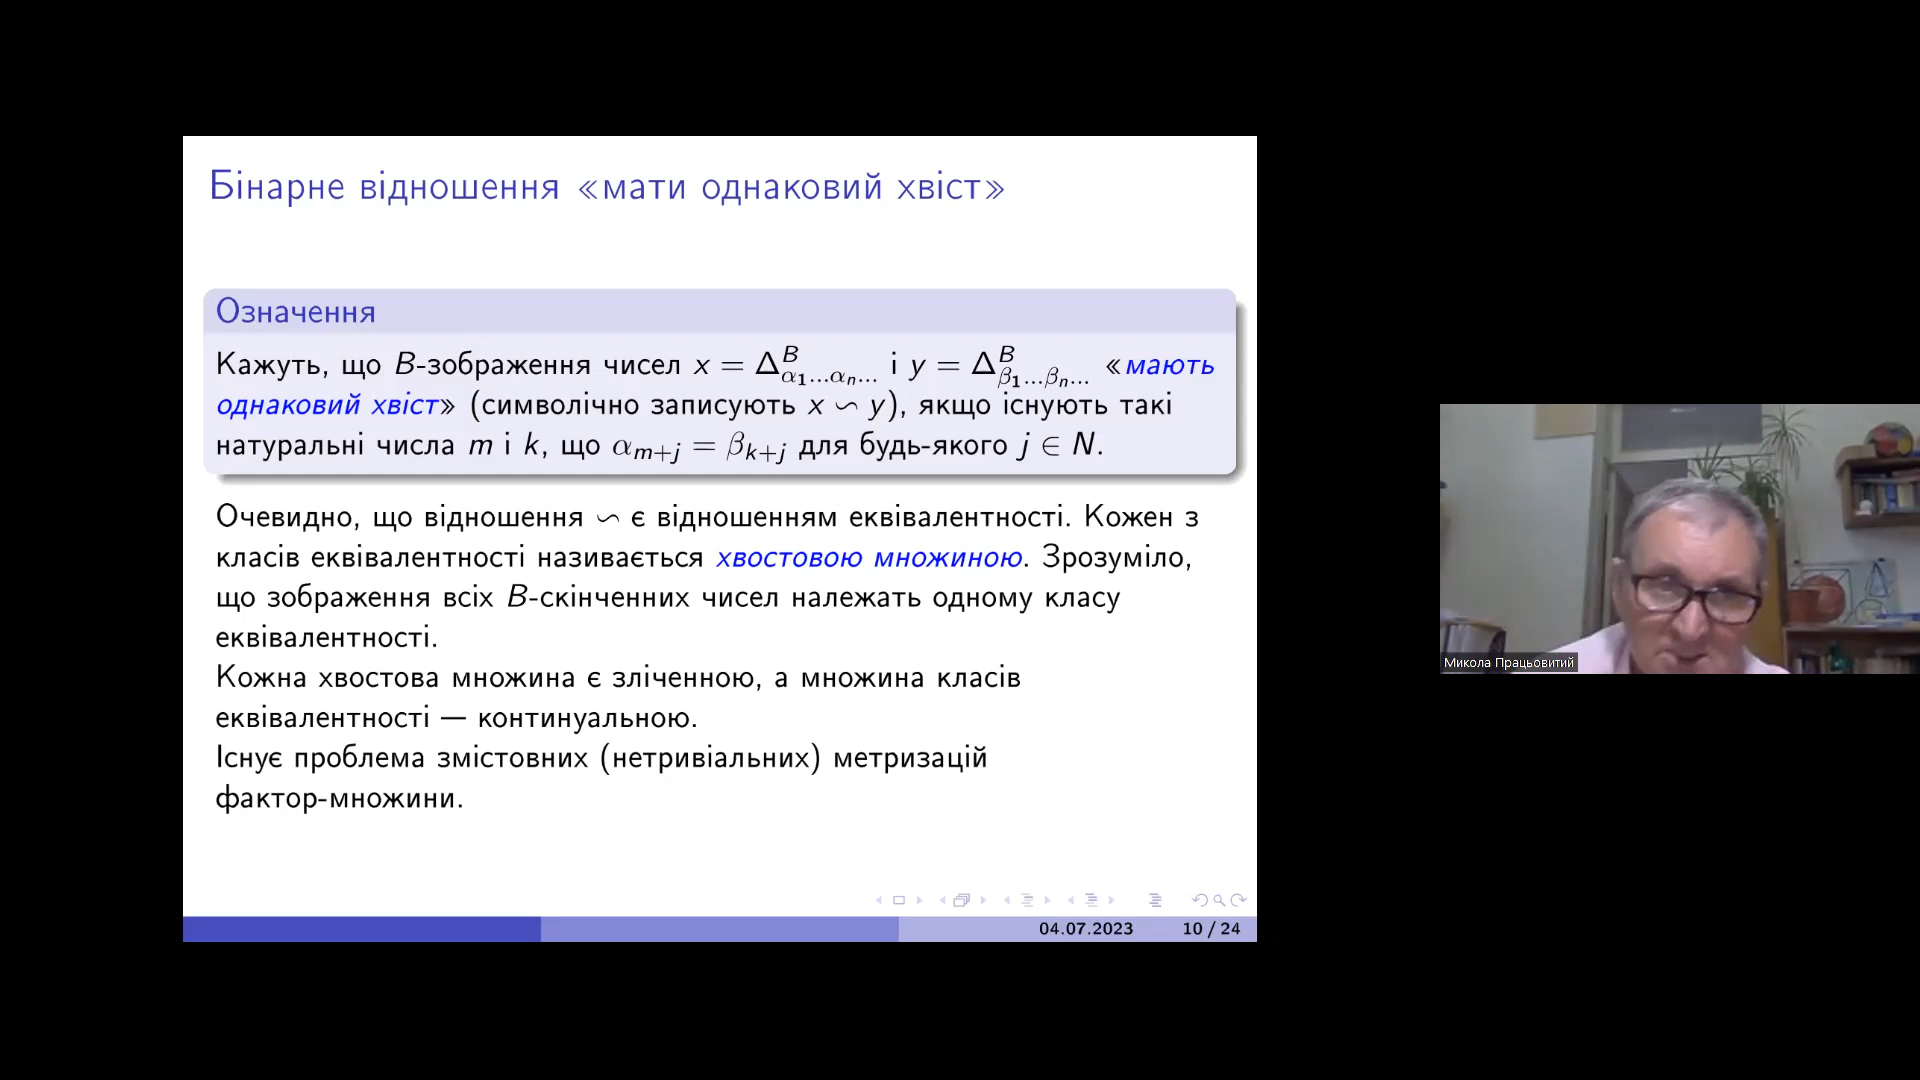 Бінарне відношення «мати однаковий хвіст»
Означення
Кажуть, що B-зображення чисел x = Δ^B_{α₁…αₙ…} і y = Δ^B_{β₁…βₙ…} «мають
однаковий хвіст» (символічно записують x ∽ y), якщо існують такі
натуральні числа m і k, що α_{m+j} = β_{k+j} для будь-якого j ∈ N.
Очевидно, що відношення ∽ є відношенням еквівалентності. Кожен з
класів еквівалентності називається хвостовою множиною. Зрозуміло,
що зображення всіх B-скінченних чисел належать одному класу
еквівалентності.
Кожна хвостова множина є зліченною, а множина класів
еквівалентності — континуальною.
Існує проблема змістовних (нетривіальних) метризацій
фактор-множини.
04.07.2023 10 / 24
Микола Працьовитий